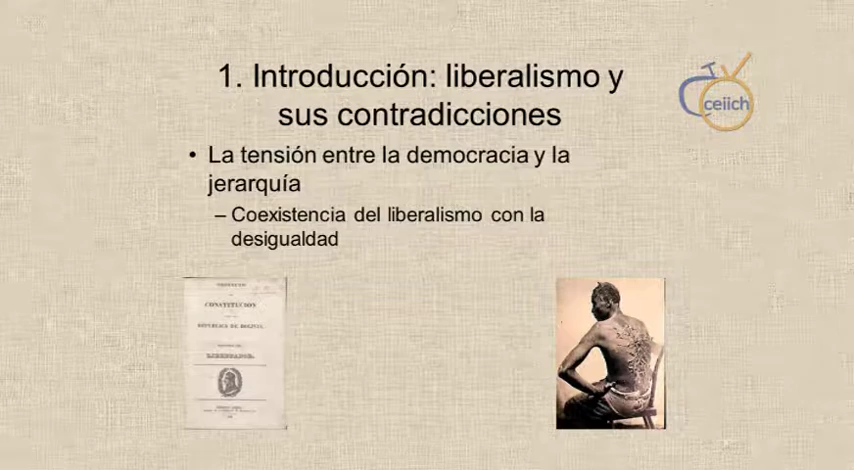 1. Introducción: liberalismo y
sus contradicciones
ceiich
• La tensión entre la democracia y la
jerarquía
– Coexistencia del liberalismo con la
desigualdad
CONSTITUCION
REPUBLICA DE BOLIVIA.
LIBERTADOR.